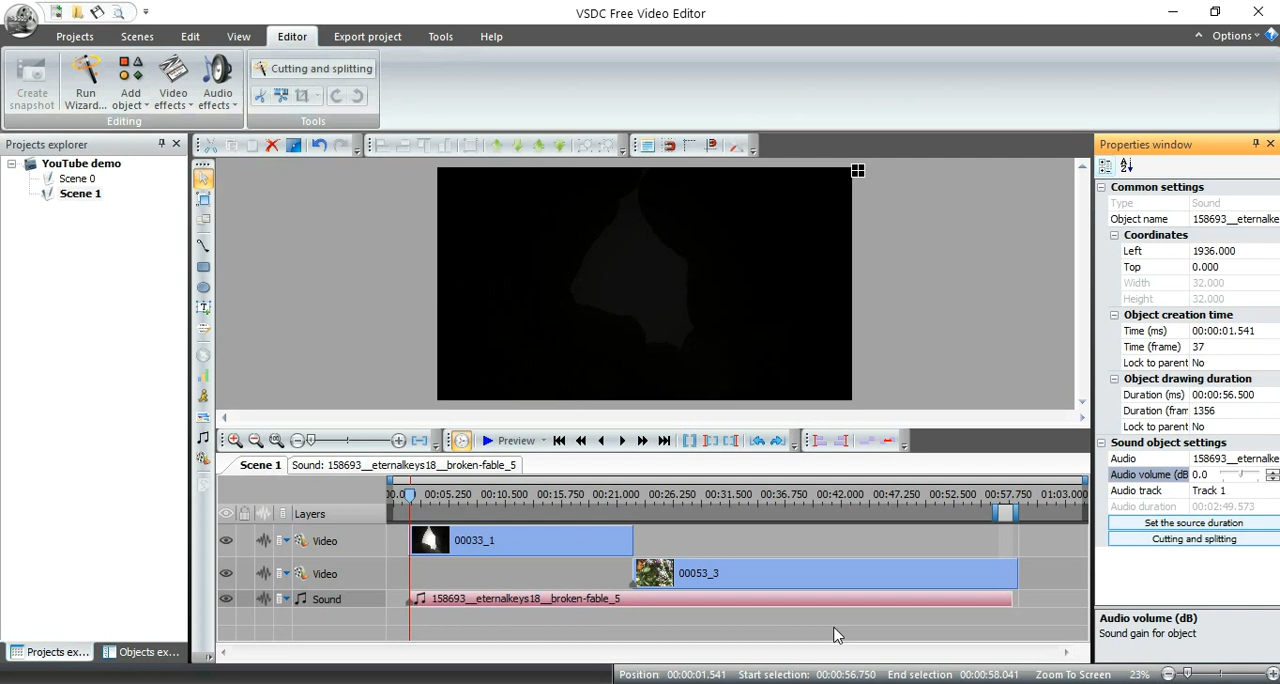 VSDC Free Video Editor
Projects Scenes Edit View Editor Export project Tools Help Options
Create snapshot
Run Wizard...
Add object
Video effects
Audio effects
Editing
Cutting and splitting
Tools
Projects explorer
YouTube demo
Scene 0
Scene 1
Properties window
Common settings
Type Sound
Object name 158693__eternalke
Coordinates
Left 1936.000
Top 0.000
Width 32.000
Height 32.000
Object creation time
Time (ms) 00:00:01.541
Time (frame) 37
Lock to parent No
Object drawing duration
Duration (ms) 00:00:56.500
Duration (fram 1356
Lock to parent No
Sound object settings
Audio 158693__eternalke
Audio volume (dB 0.0
Audio track Track 1
Audio duration 00:02:49.573
Set the source duration
Cutting and splitting
Audio volume (dB)
Sound gain for object
Preview
Scene 1 Sound: 158693__eternalkeys18__broken-fable_5
00:05.250 00:10.500 00:15.750 00:21.000 00:26.250 00:31.500 00:36.750 00:42.000 00:47.250 00:52.500 00:57.750 01:03.000
Layers
Video 00033_1
Video 00053_3
Sound 158693__eternalkeys18__broken-fable_5
Projects ex... Objects ex...
Position: 00:00:01.541 Start selection: 00:00:56.750 End selection: 00:00:58.041 Zoom To Screen 23%